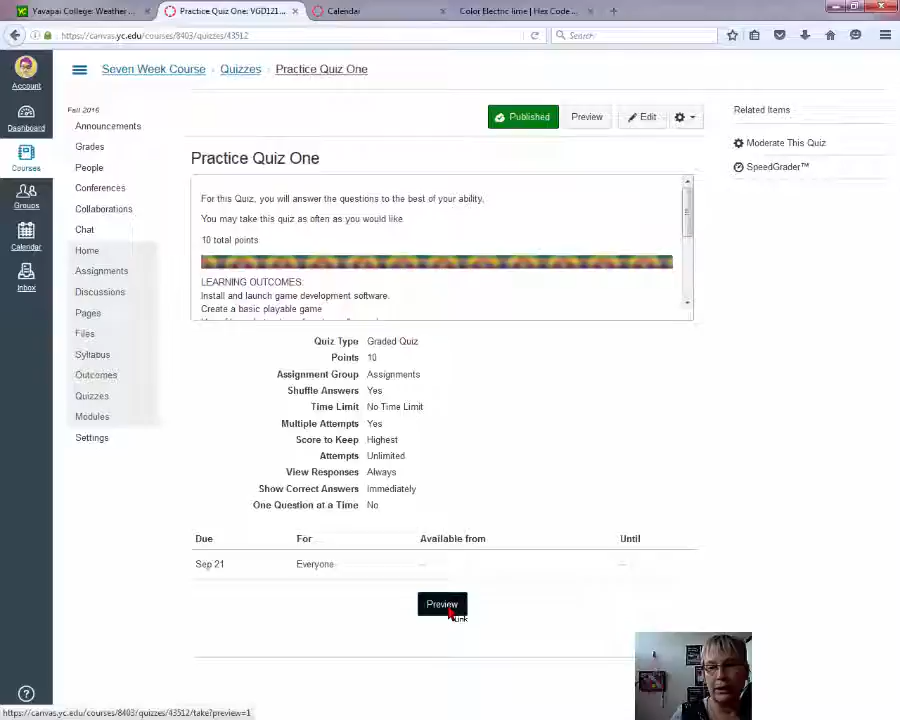 Yavapai College: Weather ...
Practice Quiz One: VGD121...
Calendar
Color Electric lime | Hex Code ...
https://canvas.yc.edu/courses/8403/quizzes/43512
Search
Account
Dashboard
Courses
Groups
Calendar
Inbox
Seven Week Course
Quizzes
Practice Quiz One
Fall 2016
Announcements
Grades
People
Conferences
Collaborations
Chat
Home
Assignments
Discussions
Pages
Files
Syllabus
Outcomes
Quizzes
Modules
Settings
Published
Preview
Edit
Related Items
Moderate This Quiz
SpeedGrader™
Practice Quiz One
For this Quiz, you will answer the questions to the best of your ability,
You may take this quiz as often as you would like
10 total points
LEARNING OUTCOMES:
Install and launch game development software.
Create a basic playable game
Quiz Type Graded Quiz
Points 10
Assignment Group Assignments
Shuffle Answers Yes
Time Limit No Time Limit
Multiple Attempts Yes
Score to Keep Highest
Attempts Unlimited
View Responses Always
Show Correct Answers Immediately
One Question at a Time No
Due For Available from Until
Sep 21 Everyone — —
Preview
Link
https://canvas.yc.edu/courses/8403/quizzes/43512/take?preview=1